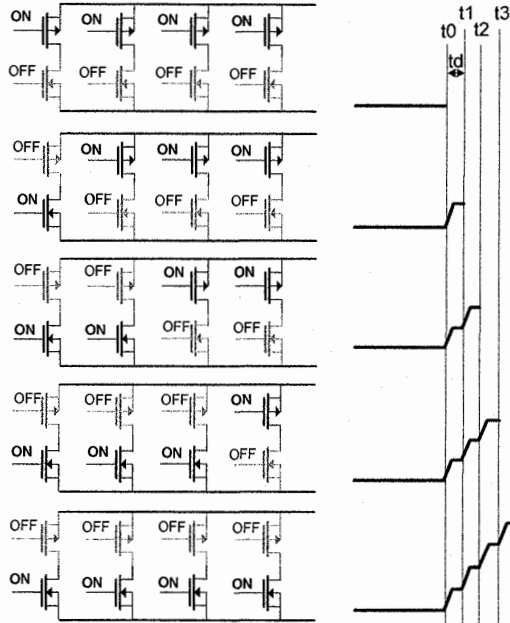 t1 t3
t0 t2
td
ON ON ON ON
OFF OFF OFF OFF
OFF ON ON ON
ON OFF OFF OFF
OFF OFF ON ON
ON ON OFF OFF
OFF OFF OFF ON
ON ON ON OFF
OFF OFF OFF OFF
ON ON ON ON